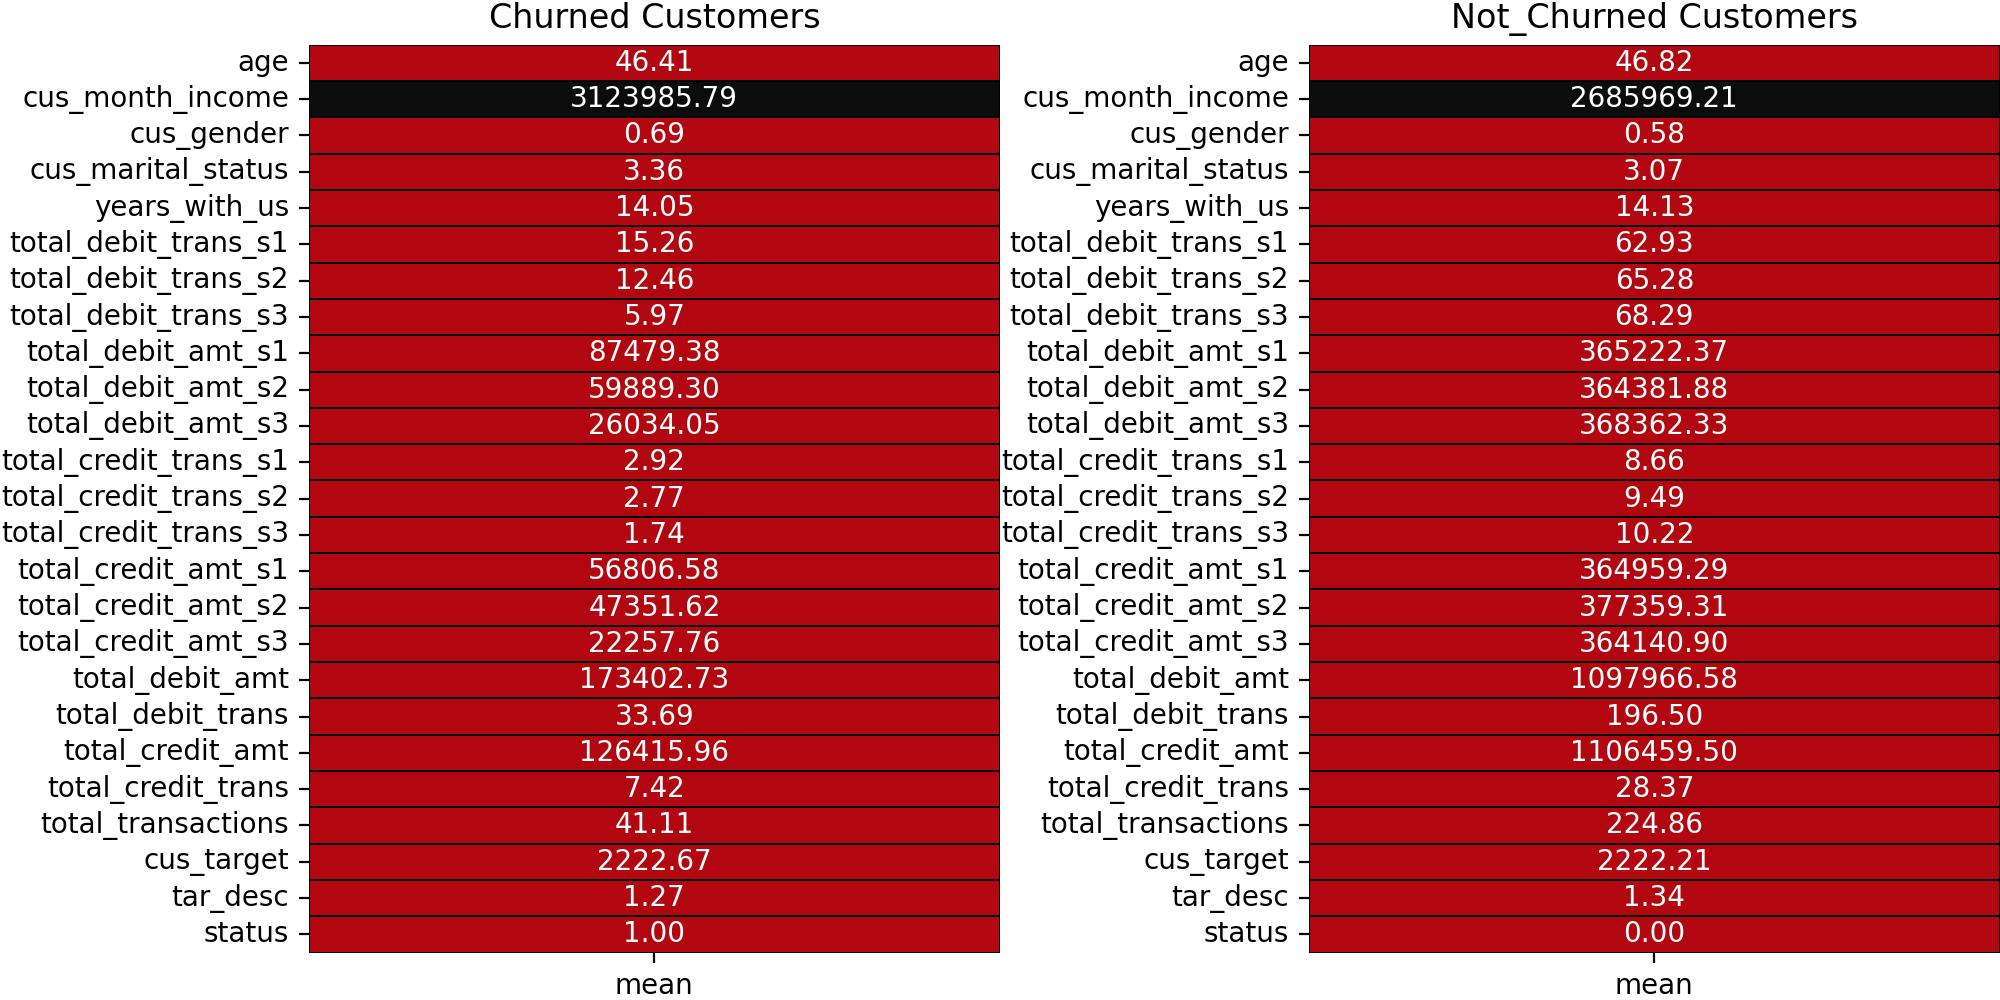 Churned Customers
age 46.41
cus_month_income 3123985.79
cus_gender 0.69
cus_marital_status 3.36
years_with_us 14.05
total_debit_trans_s1 15.26
total_debit_trans_s2 12.46
total_debit_trans_s3 5.97
total_debit_amt_s1 87479.38
total_debit_amt_s2 59889.30
total_debit_amt_s3 26034.05
total_credit_trans_s1 2.92
total_credit_trans_s2 2.77
total_credit_trans_s3 1.74
total_credit_amt_s1 56806.58
total_credit_amt_s2 47351.62
total_credit_amt_s3 22257.76
total_debit_amt 173402.73
total_debit_trans 33.69
total_credit_amt 126415.96
total_credit_trans 7.42
total_transactions 41.11
cus_target 2222.67
tar_desc 1.27
status 1.00
mean
Not_Churned Customers
age 46.82
cus_month_income 2685969.21
cus_gender 0.58
cus_marital_status 3.07
years_with_us 14.13
total_debit_trans_s1 62.93
total_debit_trans_s2 65.28
total_debit_trans_s3 68.29
total_debit_amt_s1 365222.37
total_debit_amt_s2 364381.88
total_debit_amt_s3 368362.33
total_credit_trans_s1 8.66
total_credit_trans_s2 9.49
total_credit_trans_s3 10.22
total_credit_amt_s1 364959.29
total_credit_amt_s2 377359.31
total_credit_amt_s3 364140.90
total_debit_amt 1097966.58
total_debit_trans 196.50
total_credit_amt 1106459.50
total_credit_trans 28.37
total_transactions 224.86
cus_target 2222.21
tar_desc 1.34
status 0.00
mean